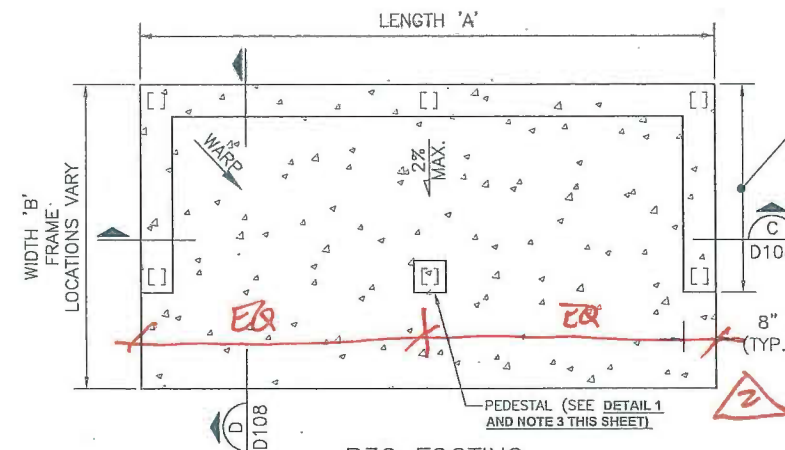 LENGTH 'A'
WIDTH 'B'
FRAME
LOCATIONS VARY
WARP
2%
MAX.
C
D10
EQ
EQ
8"
(TYP.
2
PEDESTAL (SEE DETAIL 1
AND NOTE 3 THIS SHEET)
D
D108